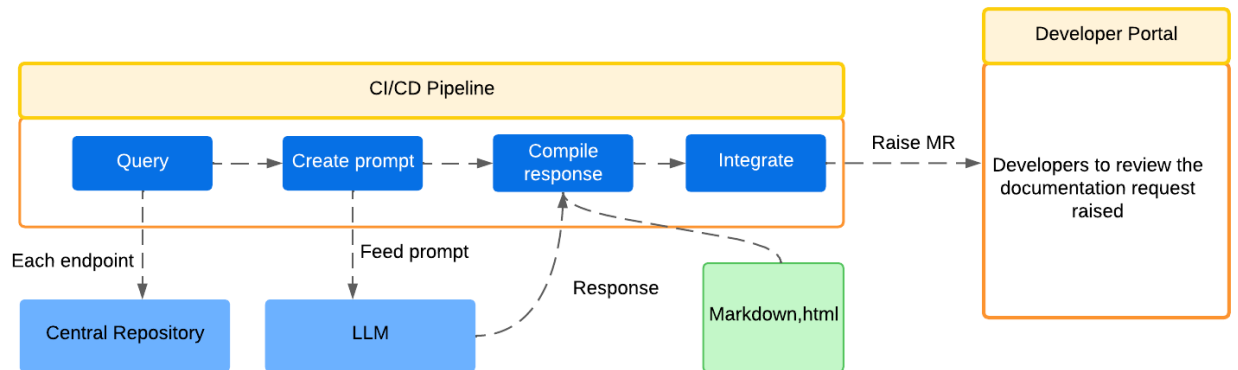 Developer Portal
CI/CD Pipeline
Query
Create prompt
Compile
response
Integrate
Raise MR
Developers to review the
documentation request
raised
Each endpoint
Feed prompt
Response
Central Repository
LLM
Markdown,html